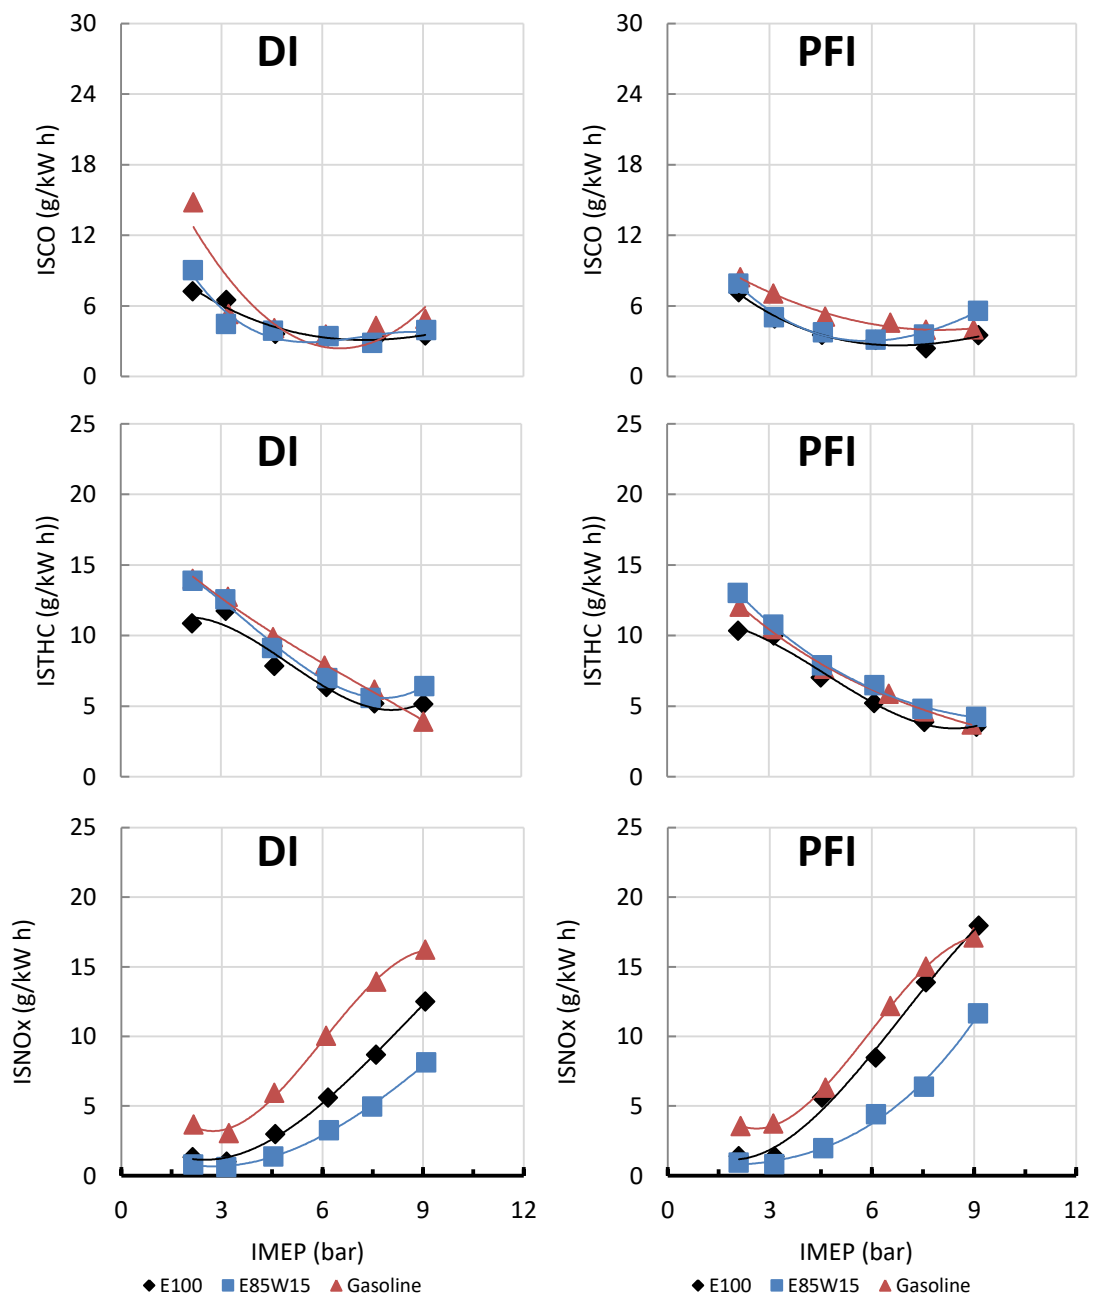 DI
PFI
30
24
18
12
6
0
ISCO (g/kW h)
30
24
18
12
6
0
ISCO (g/kW h)
DI
PFI
25
20
15
10
5
0
ISTHC (g/kW h))
25
20
15
10
5
0
ISTHC (g/kW h))
DI
PFI
25
20
15
10
5
0
ISNOx (g/kW h)
25
20
15
10
5
0
ISNOx (g/kW h)
0 3 6 9 12
0 3 6 9 12
IMEP (bar)
IMEP (bar)
E100 E85W15 Gasoline
E100 E85W15 Gasoline